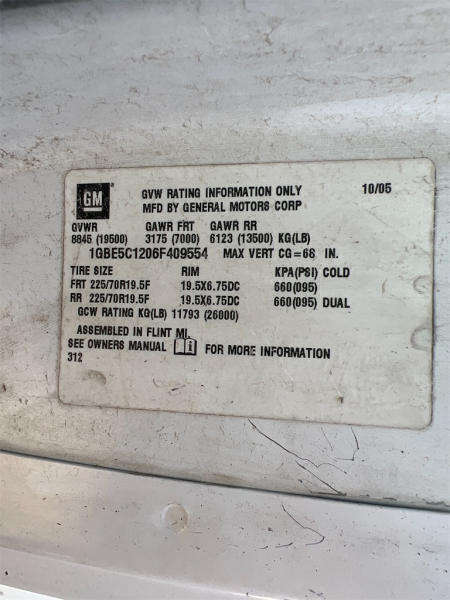 GM GVW RATING INFORMATION ONLY 10/05
MFD BY GENERAL MOTORS CORP
GVWR GAWR FRT GAWR RR
8845 (19500) 3175 (7000) 6123 (13500) KG(LB)
1GBE5C1206F409554 MAX VERT CG=68 IN.
TIRE SIZE RIM KPA(PSI) COLD
FRT 225/70R19.5F 19.5X6.75DC 660(095)
RR 225/70R19.5F 19.5X6.75DC 660(095) DUAL
GCW RATING KG(LB) 11793 (26000)
ASSEMBLED IN FLINT MI.
SEE OWNERS MANUAL i FOR MORE INFORMATION
312